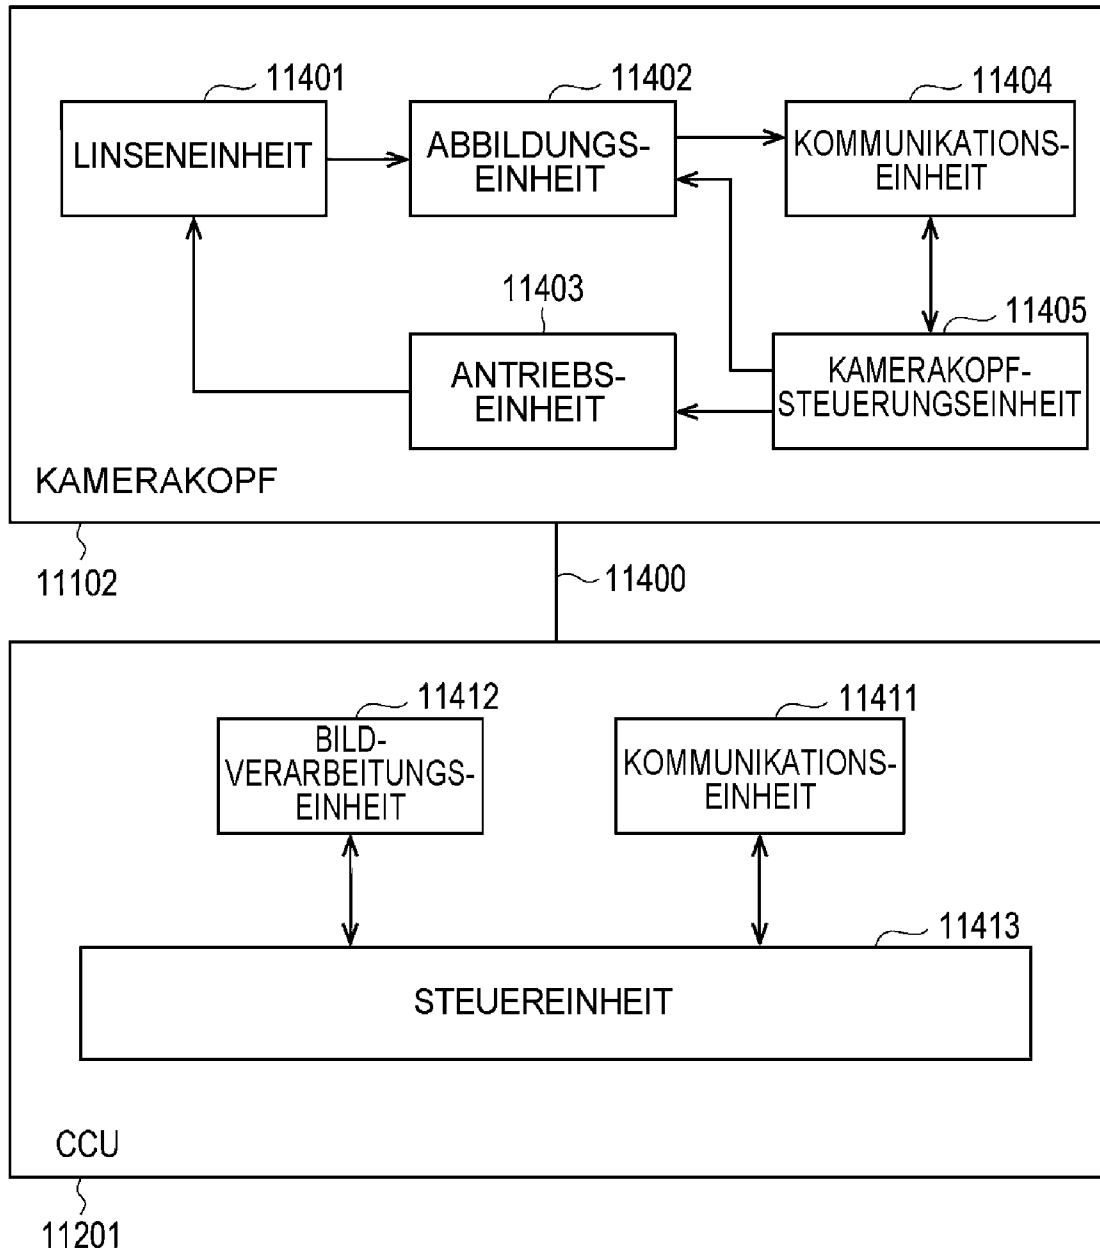 11401
11402
11404
LINSENEINHEIT
ABBILDUNGS-
EINHEIT
KOMMUNIKATIONS-
EINHEIT
11403
11405
ANTRIEBS-
EINHEIT
KAMERAKOPF-
STEUERUNGSEINHEIT
KAMERAKOPF
11102
11400
11412
11411
BILD-
VERARBEITUNGS-
EINHEIT
KOMMUNIKATIONS-
EINHEIT
11413
STEUEREINHEIT
CCU
11201